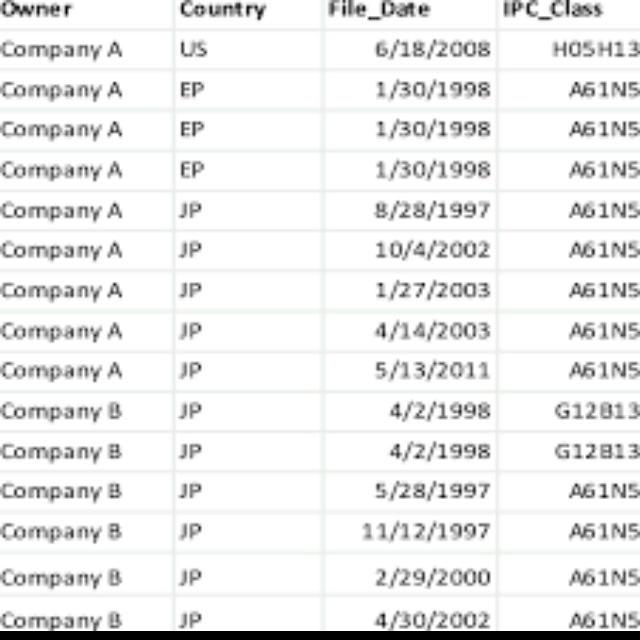 Owner Country File_Date IPC_Class
Company A US 6/18/2008 H05H13
Company A EP 1/30/1998 A61N5
Company A EP 1/30/1998 A61N5
Company A EP 1/30/1998 A61N5
Company A JP 8/28/1997 A61N5
Company A JP 10/4/2002 A61N5
Company A JP 1/27/2003 A61N5
Company A JP 4/14/2003 A61N5
Company A JP 5/13/2011 A61N5
Company B JP 4/2/1998 G12B13
Company B JP 4/2/1998 G12B13
Company B JP 5/28/1997 A61N5
Company B JP 11/12/1997 A61N5
Company B JP 2/29/2000 A61N5
Company B JP 4/30/2002 A61N5